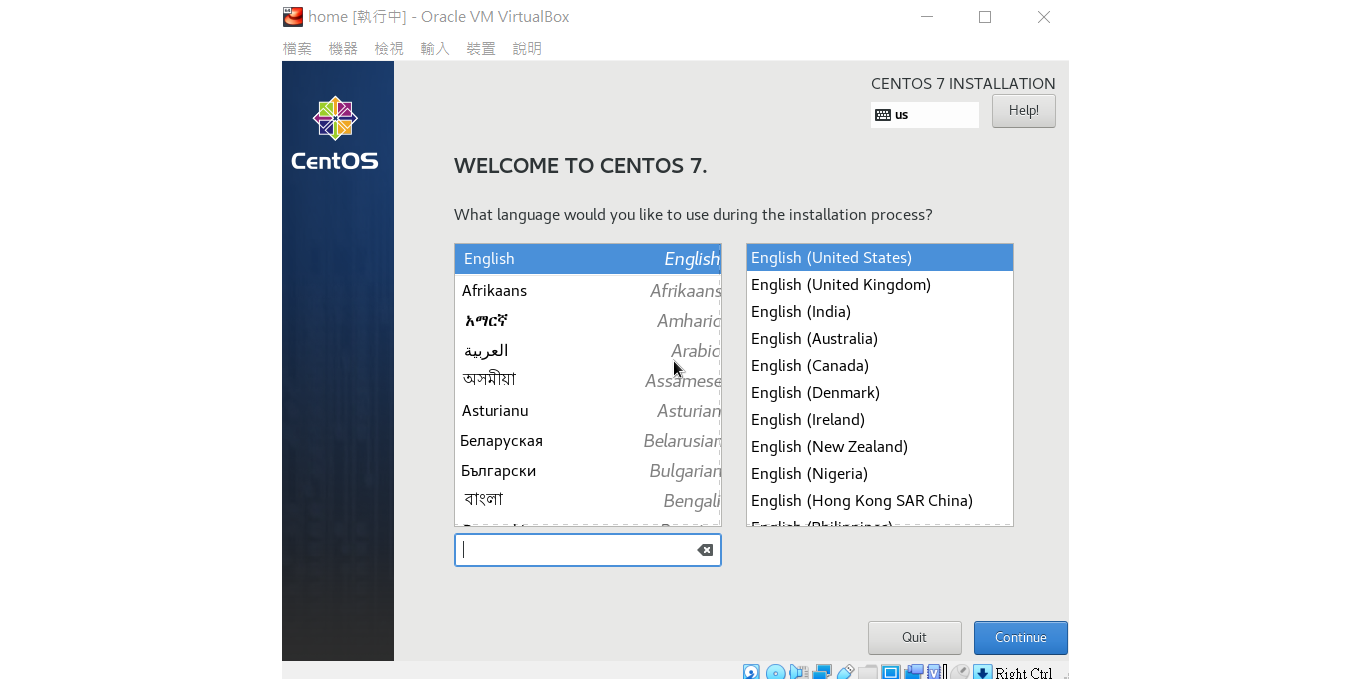 home [執行中] - Oracle VM VirtualBox
檔案 機器 檢視 輸入 裝置 說明
CentOS
CENTOS 7 INSTALLATION
us
Help!
WELCOME TO CENTOS 7.
What language would you like to use during the installation process?
English English
Afrikaans Afrikaans
አማርኛ Amharic
العربية Arabic
অসমীয়া Assamese
Asturianu Asturian
Беларуская Belarusian
Български Bulgarian
বাংলা Bengali
English (United States)
English (United Kingdom)
English (India)
English (Australia)
English (Canada)
English (Denmark)
English (Ireland)
English (New Zealand)
English (Nigeria)
English (Hong Kong SAR China)
English (Philippines)
Quit
Continue
Right Ctrl